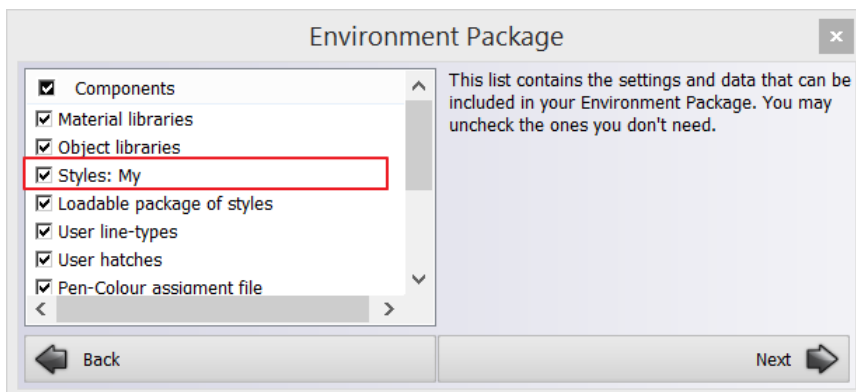 Environment Package
Components
Material libraries
Object libraries
Styles: My
Loadable package of styles
User line-types
User hatches
Pen-Colour assigment file
This list contains the settings and data that can be
included in your Environment Package. You may
uncheck the ones you don't need.
Back
Next